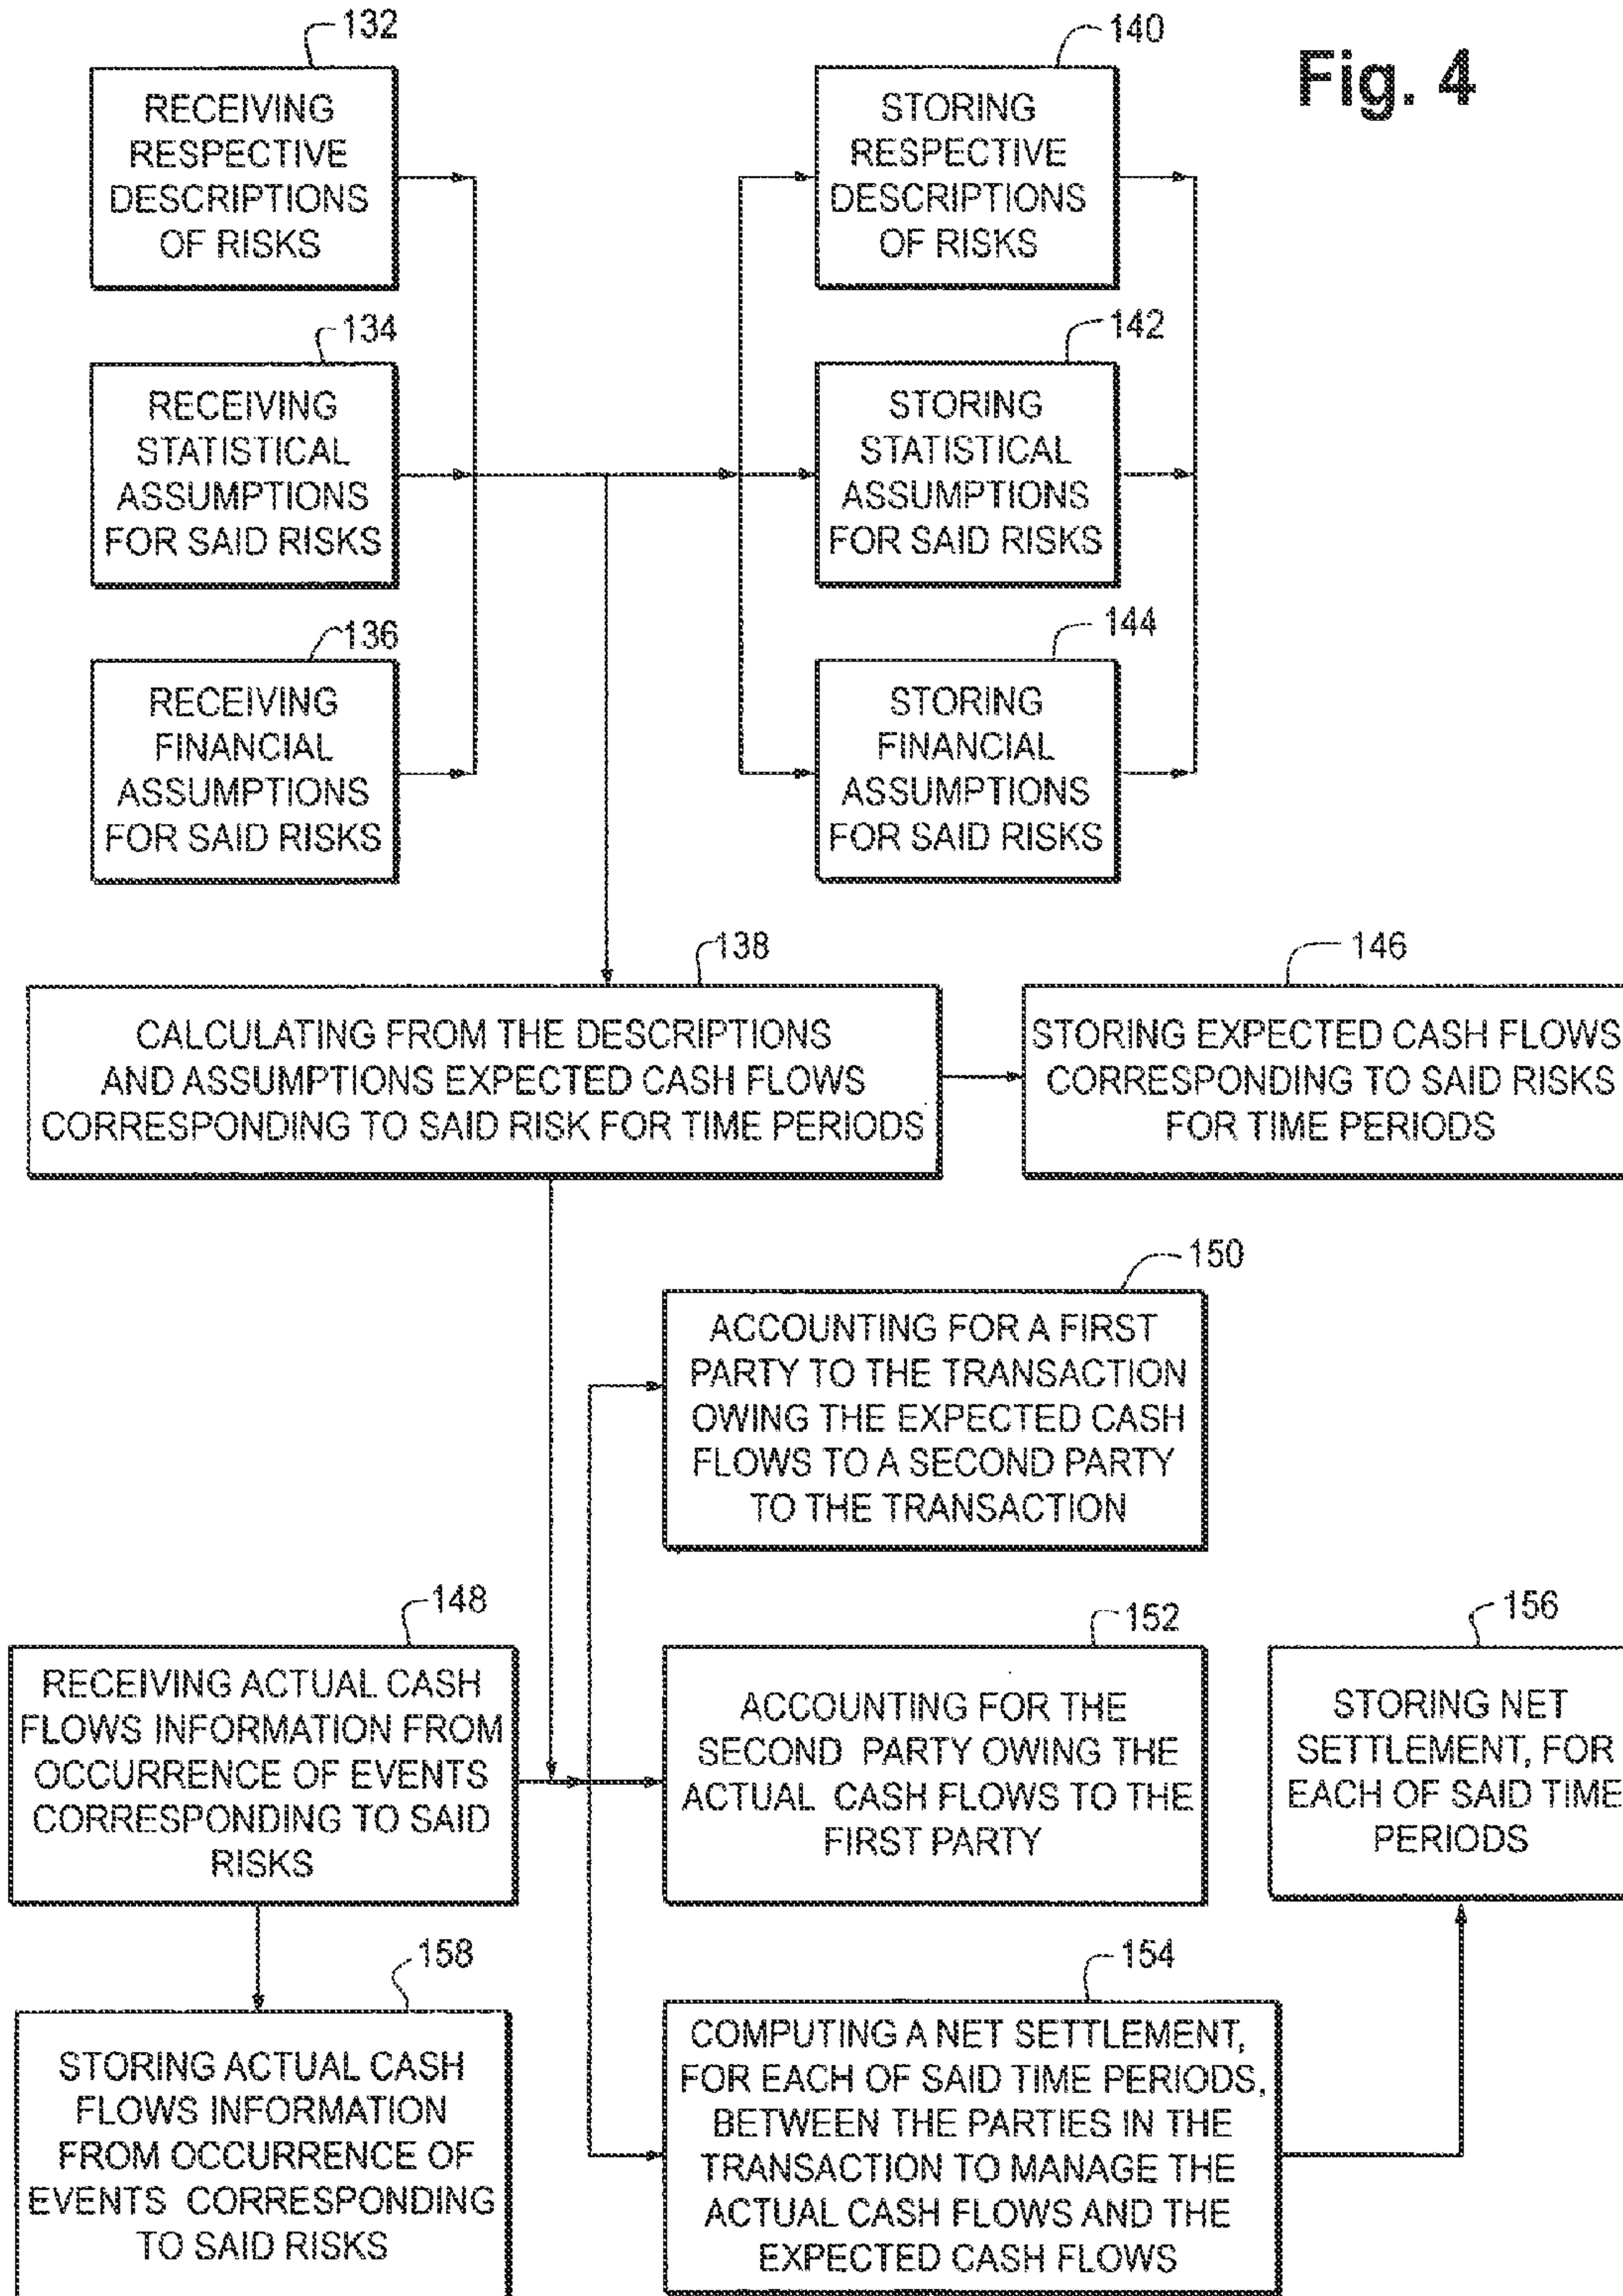 Fig. 4
132
RECEIVING
RESPECTIVE
DESCRIPTIONS
OF RISKS
140
STORING
RESPECTIVE
DESCRIPTIONS
OF RISKS
134
RECEIVING
STATISTICAL
ASSUMPTIONS
FOR SAID RISKS
142
STORING
STATISTICAL
ASSUMPTIONS
FOR SAID RISKS
136
RECEIVING
FINANCIAL
ASSUMPTIONS
FOR SAID RISKS
144
STORING
FINANCIAL
ASSUMPTIONS
FOR SAID RISKS
138
CALCULATING FROM THE DESCRIPTIONS
AND ASSUMPTIONS EXPECTED CASH FLOWS
CORRESPONDING TO SAID RISK FOR TIME PERIODS
146
STORING EXPECTED CASH FLOWS
CORRESPONDING TO SAID RISKS
FOR TIME PERIODS
150
ACCOUNTING FOR A FIRST
PARTY TO THE TRANSACTION
OWING THE EXPECTED CASH
FLOWS TO A SECOND PARTY
TO THE TRANSACTION
148
RECEIVING ACTUAL CASH
FLOWS INFORMATION FROM
OCCURRENCE OF EVENTS
CORRESPONDING TO SAID
RISKS
152
ACCOUNTING FOR THE
SECOND PARTY OWING THE
ACTUAL CASH FLOWS TO THE
FIRST PARTY
156
STORING NET
SETTLEMENT, FOR
EACH OF SAID TIME
PERIODS
158
STORING ACTUAL CASH
FLOWS INFORMATION
FROM OCCURRENCE OF
EVENTS CORRESPONDING
TO SAID RISKS
154
COMPUTING A NET SETTLEMENT,
FOR EACH OF SAID TIME PERIODS,
BETWEEN THE PARTIES IN THE
TRANSACTION TO MANAGE THE
ACTUAL CASH FLOWS AND THE
EXPECTED CASH FLOWS